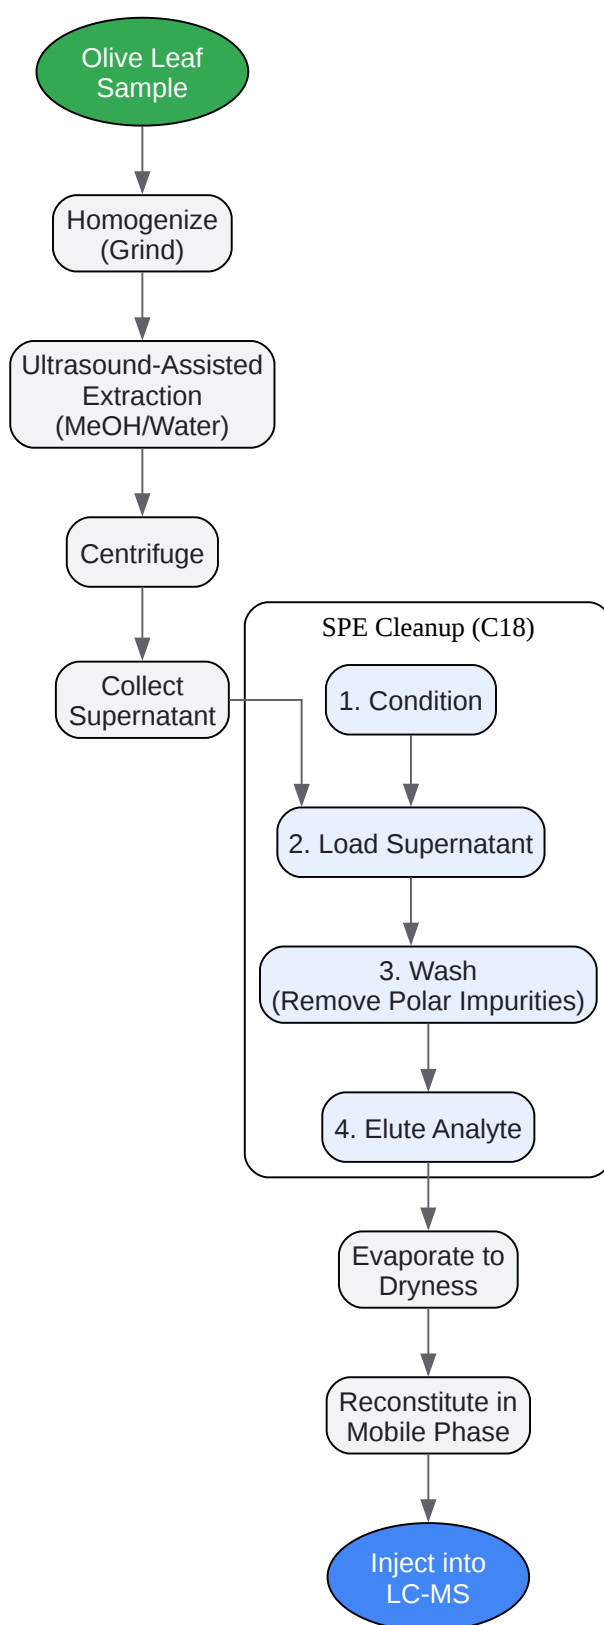 Olive Leaf
Sample
Homogenize
(Grind)
Ultrasound-Assisted
Extraction
(MeOH/Water)
Centrifuge
Collect
Supernatant
SPE Cleanup (C18)
1. Condition
2. Load Supernatant
3. Wash
(Remove Polar Impurities)
4. Elute Analyte
Evaporate to
Dryness
Reconstitute in
Mobile Phase
Inject into
LC-MS